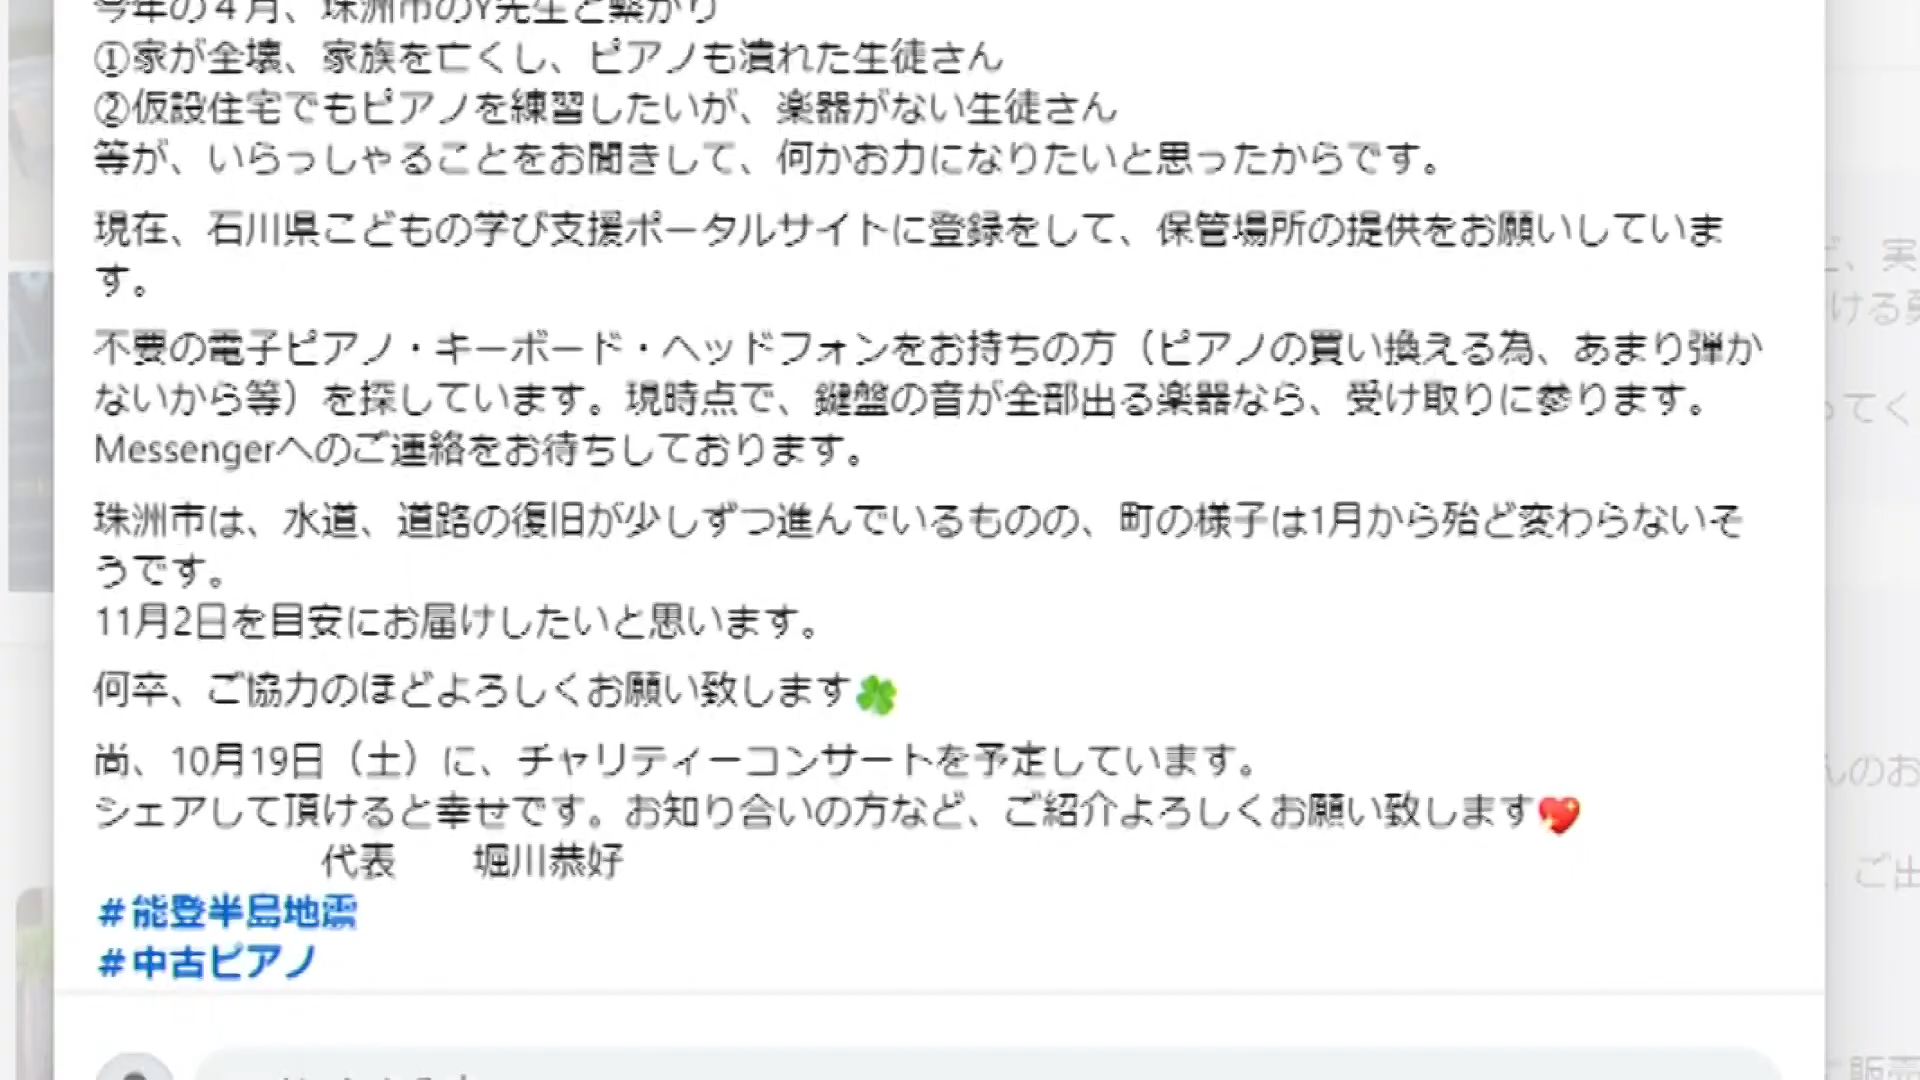 今年の４月、珠洲市のY先生と繋がり
①家が全壊、家族を亡くし、ピアノも潰れた生徒さん
②仮設住宅でもピアノを練習したいが、楽器がない生徒さん
等が、いらっしゃることをお聞きして、何かお力になりたいと思ったからです。
現在、石川県こどもの学び支援ポータルサイトに登録をして、保管場所の提供をお願いしていま
す。
不要の電子ピアノ・キーボード・ヘッドフォンをお持ちの方（ピアノの買い換える為、あまり弾か
ないから等）を探しています。現時点で、鍵盤の音が全部出る楽器なら、受け取りに参ります。
Messengerへのご連絡をお待ちしております。
珠洲市は、水道、道路の復旧が少しずつ進んでいるものの、町の様子は1月から殆ど変わらないそ
うです。
11月2日を目安にお届けしたいと思います。
何卒、ご協力のほどよろしくお願い致します🍀
尚、10月19日（土）に、チャリティーコンサートを予定しています。
シェアして頂けると幸せです。お知り合いの方など、ご紹介よろしくお願い致します💖
代表　　堀川恭好
#能登半島地震
#中古ピアノ